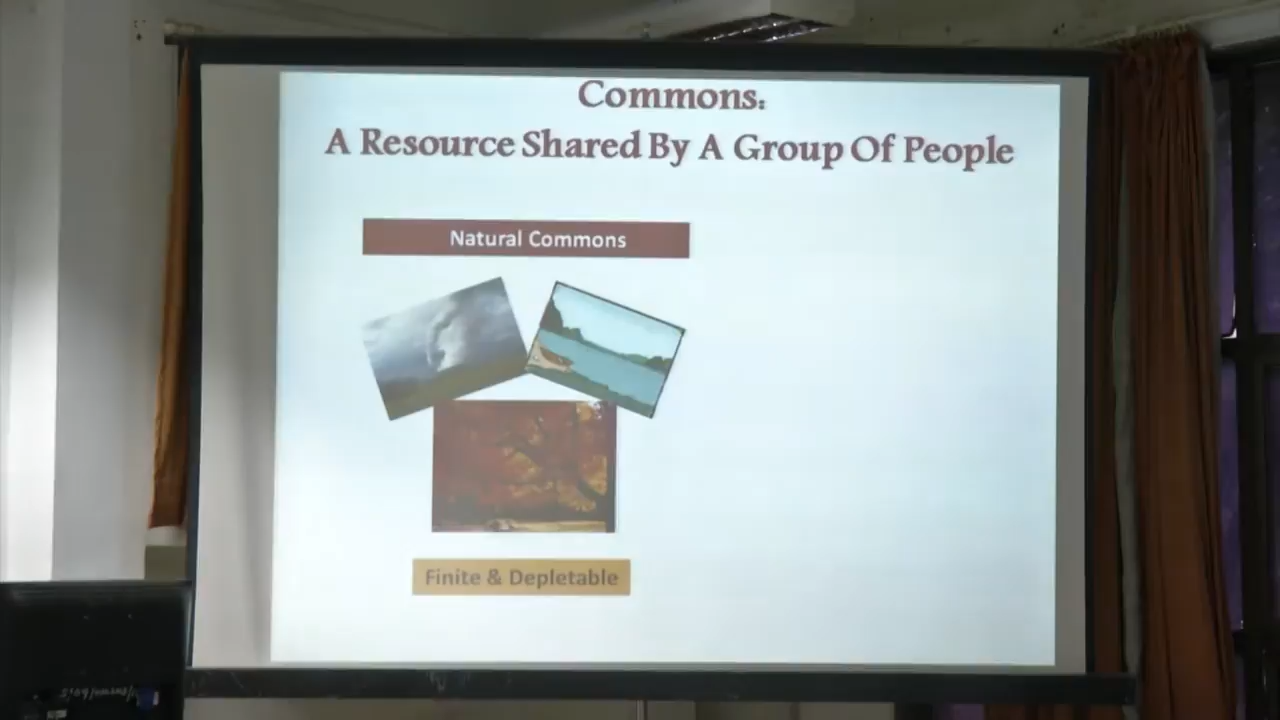 Commons:
A Resource Shared By A Group Of People
Natural Commons
Finite & Depletable